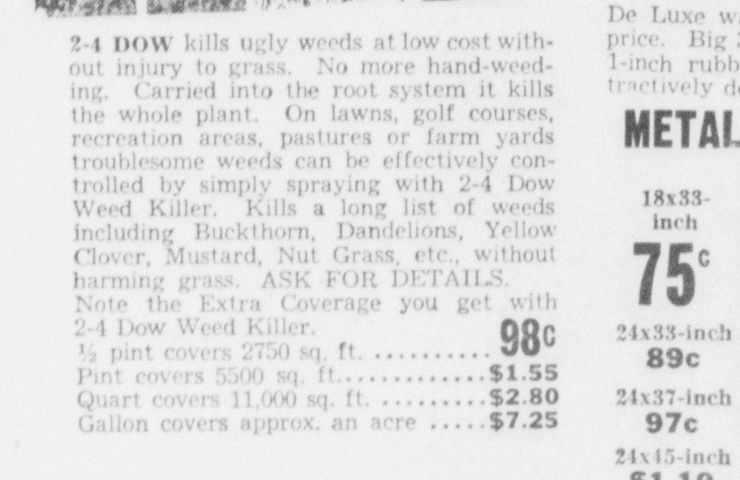 2-4 DOW kills ugly weeds at low cost with-
out injury to grass. No more hand-weed-
ing. Carried into the root system it kills
the whole plant. On lawns, golf courses,
recreation areas, pastures or farm yards
troublesome weeds can be effectively con-
trolled by simply spraying with 2-4 Dow
Weed Killer. Kills a long list of weeds
including Buckthorn, Dandelions, Yellow
Clover, Mustard, Nut Grass, etc., without
harming grass. ASK FOR DETAILS.
Note the Extra Coverage you get with
2-4 Dow Weed Killer.
½ pint covers 2750 sq. ft. .......... 98c
Pint covers 5500 sq. ft..............$1.55
Quart covers 11,000 sq. ft. .........$2.80
Gallon covers approx. an acre .....$7.25
De Luxe
price. Big
1-inch rubb
tractively
METAL
18x33-
inch
75c
24x33-inch
89c
24x37-inch
97c
24x45-inch